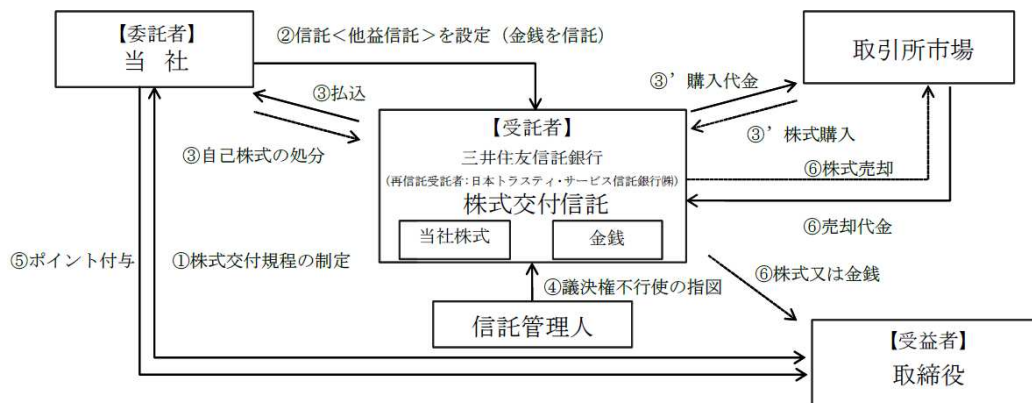 【委託者】
当 社
②信託<他益信託>を設定（金銭を信託）
取引所市場
③払込
③’購入代金
【受託者】
③’株式購入
③自己株式の処分
三井住友信託銀行
(再信託受託者:日本トラスティ・サービス信託銀行㈱)
⑥株式売却
株式交付信託
当社株式
金銭
⑥売却代金
⑤ポイント付与
①株式交付規程の制定
④議決権不行使の指図
⑥株式又は金銭
信託管理人
【受益者】
取締役